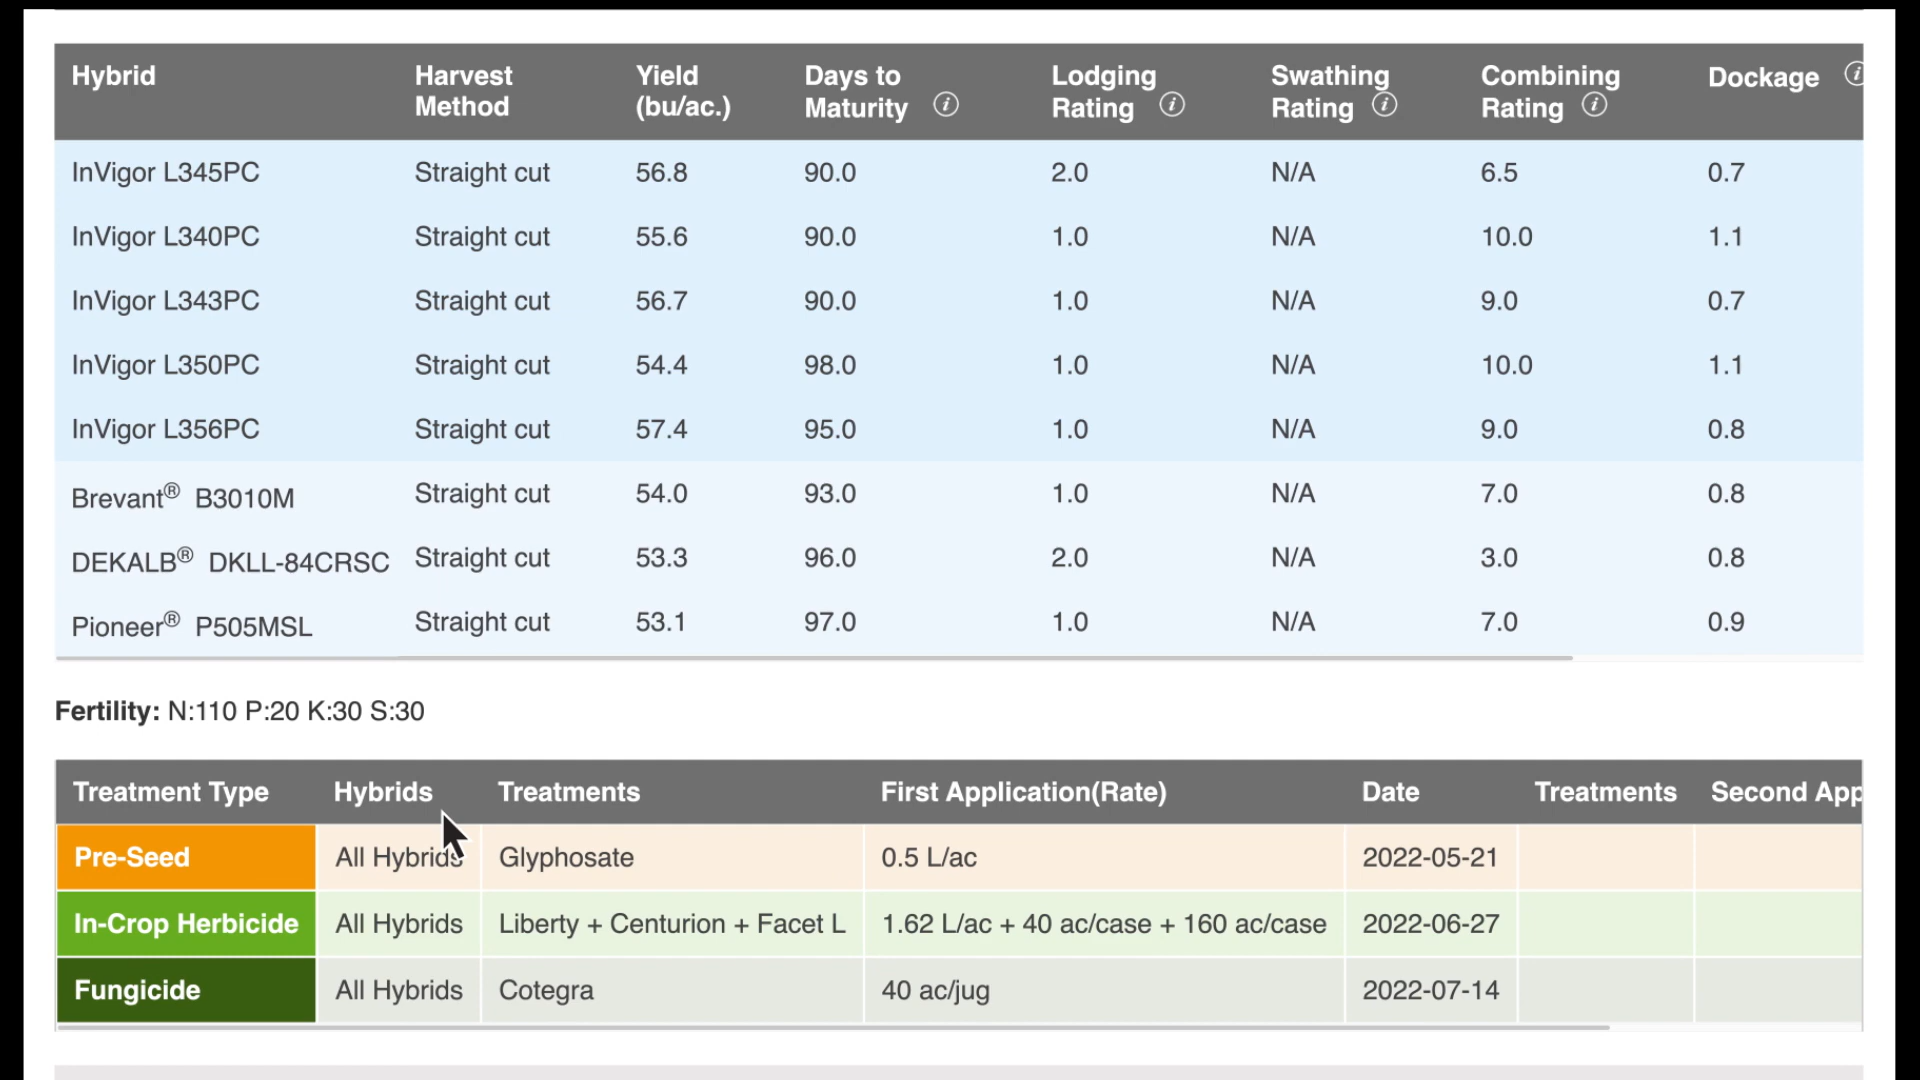 Hybrid Harvest Method Yield (bu/ac.) Days to Maturity Lodging Rating Swathing Rating Combining Rating Dockage
InVigor L345PC Straight cut 56.8 90.0 2.0 N/A 6.5 0.7
InVigor L340PC Straight cut 55.6 90.0 1.0 N/A 10.0 1.1
InVigor L343PC Straight cut 56.7 90.0 1.0 N/A 9.0 0.7
InVigor L350PC Straight cut 54.4 98.0 1.0 N/A 10.0 1.1
InVigor L356PC Straight cut 57.4 95.0 1.0 N/A 9.0 0.8
Brevant® B3010M Straight cut 54.0 93.0 1.0 N/A 7.0 0.8
DEKALB® DKLL-84CRSC Straight cut 53.3 96.0 2.0 N/A 3.0 0.8
Pioneer® P505MSL Straight cut 53.1 97.0 1.0 N/A 7.0 0.9
Fertility: N:110 P:20 K:30 S:30
Treatment Type Hybrids Treatments First Application(Rate) Date Treatments Second App
Pre-Seed All Hybrids Glyphosate 0.5 L/ac 2022-05-21
In-Crop Herbicide All Hybrids Liberty + Centurion + Facet L 1.62 L/ac + 40 ac/case + 160 ac/case 2022-06-27
Fungicide All Hybrids Cotegra 40 ac/jug 2022-07-14